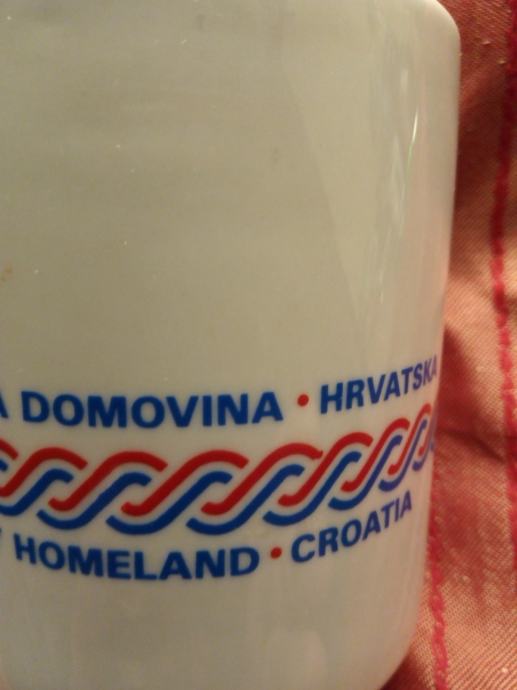 A DOMOVINA • HRVATSKA
HOMELAND • CROATIA